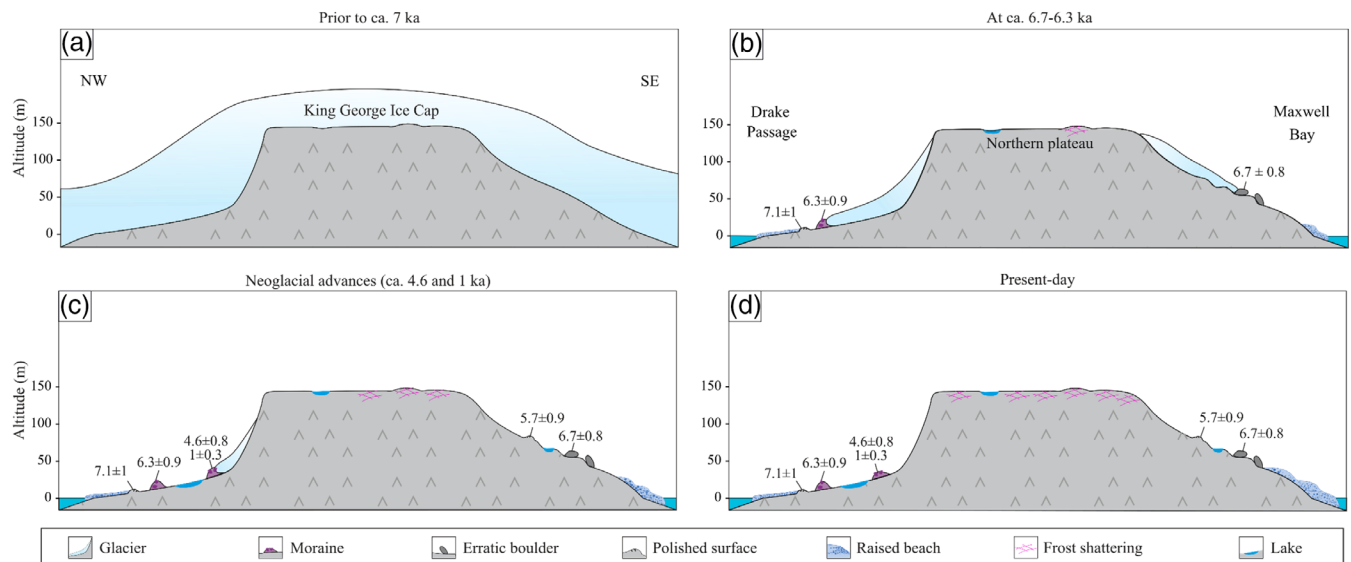 Prior to ca. 7 ka
(a)
NW
SE
King George Ice Cap
Altitude (m)
150
100
50
0
At ca. 6.7-6.3 ka
(b)
Drake
Passage
Maxwell
Bay
Northern plateau
150
100
50
0
7.1±1
6.3±0.9
6.7 ± 0.8
Neoglacial advances (ca. 4.6 and 1 ka)
(c)
Altitude (m)
150
100
50
0
7.1±1
6.3±0.9
4.6±0.8
1±0.3
5.7±0.9
6.7±0.8
Present-day
(d)
150
100
50
0
7.1±1
6.3±0.9
4.6±0.8
1±0.3
5.7±0.9
6.7±0.8
Glacier
Moraine
Erratic boulder
Polished surface
Raised beach
Frost shattering
Lake